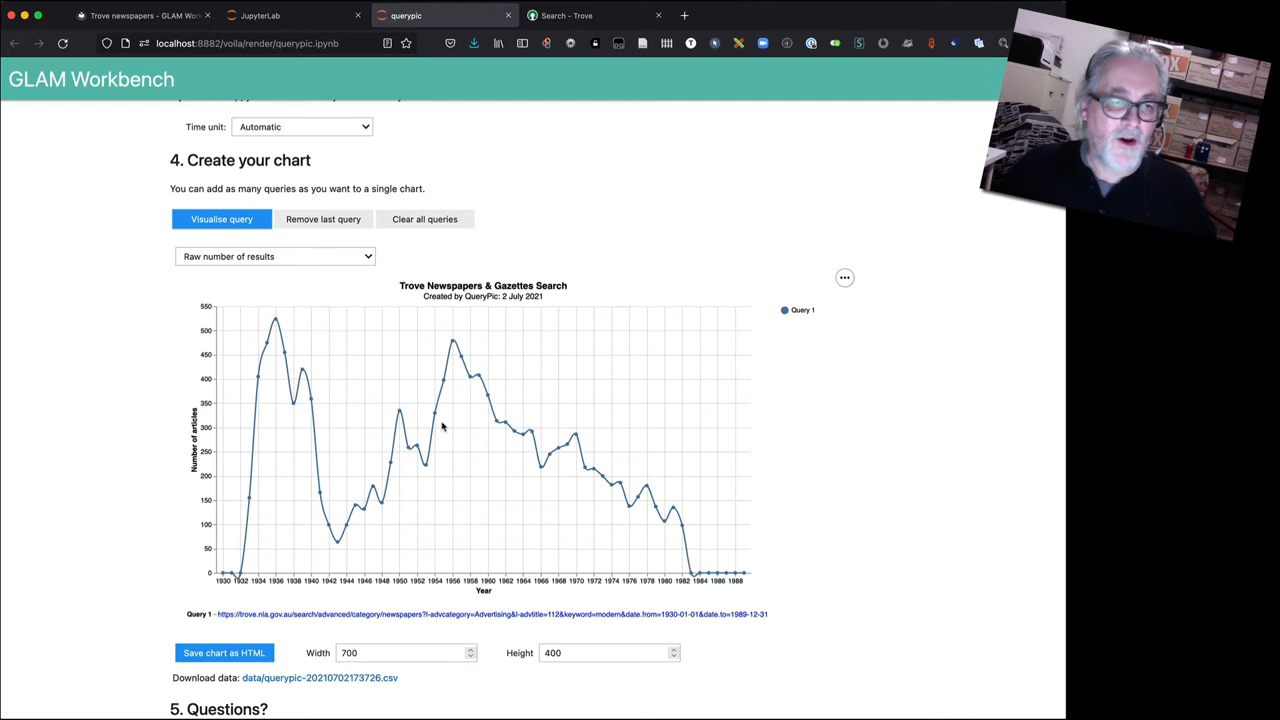 Trove newspapers - GLAM Work
JupyterLab
querypic
Search - Trove
localhost:8882/voila/render/querypic.ipynb
GLAM Workbench
Time unit: Automatic
4. Create your chart
You can add as many queries as you want to a single chart.
Visualise query Remove last query Clear all queries
Raw number of results
Trove Newspapers & Gazettes Search
Created by QueryPic: 2 July 2021
Query 1
550
500
450
400
350
300
250
200
150
100
50
0
Number of articles
1930 1932 1934 1936 1938 1940 1942 1944 1946 1948 1950 1952 1954 1956 1958 1960 1962 1964 1966 1968 1970 1972 1974 1976 1978 1980 1982 1984 1986 1988
Year
Query 1 – https://trove.nla.gov.au/search/advanced/category/newspapers?l-advcategory=Advertising&l-advtitle=112&keyword=modern&date.from=1930-01-01&date.to=1989-12-31
Save chart as HTML Width 700 Height 400
Download data: data/querypic-20210702173726.csv
5. Questions?